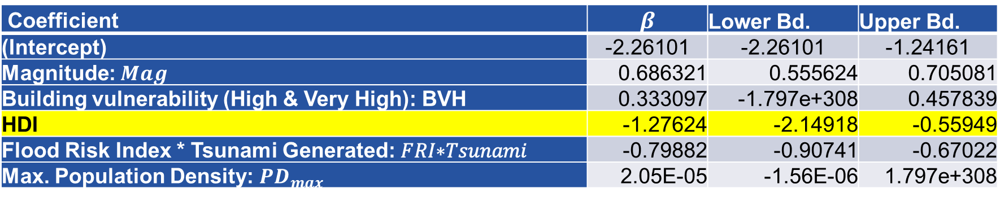 Coefficient β Lower Bd. Upper Bd.
(Intercept) -2.26101 -2.26101 -1.24161
Magnitude: Mag 0.686321 0.555624 0.705081
Building vulnerability (High & Very High): BVH 0.333097 -1.797e+308 0.457839
HDI -1.27624 -2.14918 -0.55949
Flood Risk Index * Tsunami Generated: FRI*Tsunami -0.79882 -0.90741 -0.67022
Max. Population Density: PDmax 2.05E-05 -1.56E-06 1.797e+308